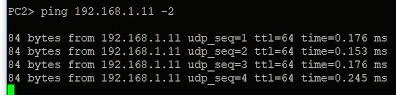 PC2> ping 192.168.1.11 -2
84 bytes from 192.168.1.11 udp_seq=1 ttl=64 time=0.176 ms
84 bytes from 192.168.1.11 udp_seq=2 ttl=64 time=0.153 ms
84 bytes from 192.168.1.11 udp_seq=3 ttl=64 time=0.176 ms
84 bytes from 192.168.1.11 udp_seq=4 ttl=64 time=0.245 ms